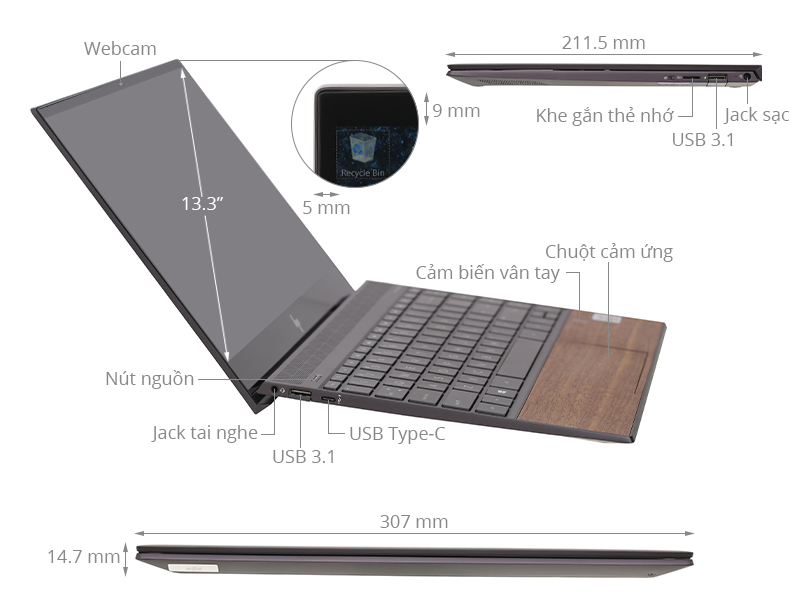 Webcam
211.5 mm
9 mm
Khe gắn thẻ nhớ
Jack sạc
USB 3.1
Recycle Bin
13.3”
5 mm
Chuột cảm ứng
Cảm biến vân tay
Nút nguồn
Jack tai nghe
USB Type-C
USB 3.1
307 mm
14.7 mm